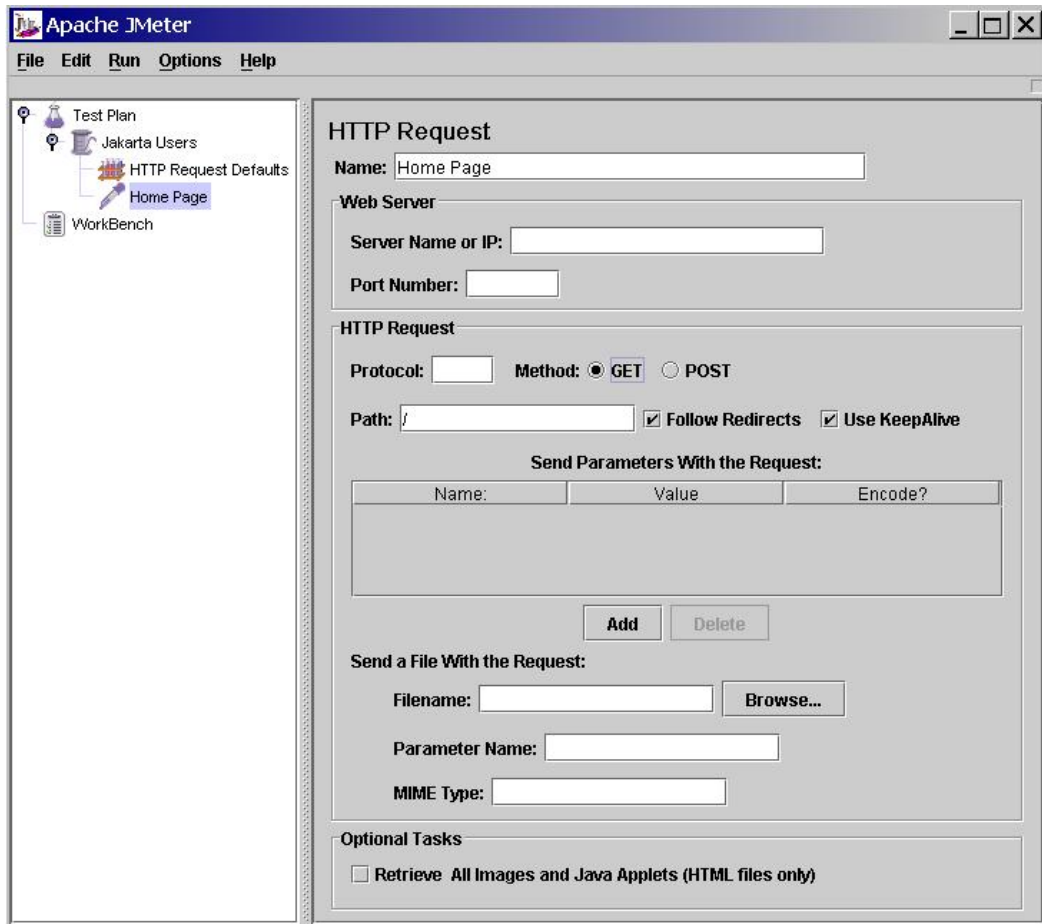 Apache JMeter
File Edit Run Options Help
Test Plan
Jakarta Users
HTTP Request Defaults
Home Page
WorkBench
HTTP Request
Name: Home Page
Web Server
Server Name or IP:
Port Number:
HTTP Request
Protocol: Method: GET POST
Path: / Follow Redirects Use KeepAlive
Send Parameters With the Request:
Name: Value Encode?
Add Delete
Send a File With the Request:
Filename: Browse...
Parameter Name:
MIME Type:
Optional Tasks
Retrieve All Images and Java Applets (HTML files only)